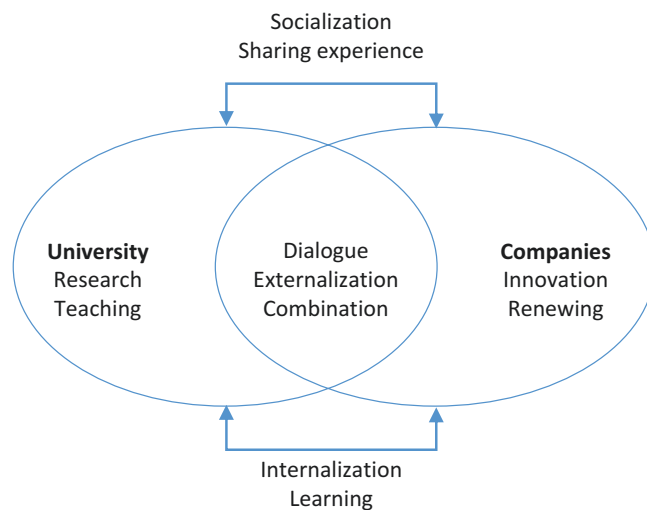 Socialization
Sharing experience
University
Research
Teaching
Dialogue
Externalization
Combination
Companies
Innovation
Renewing
Internalization
Learning